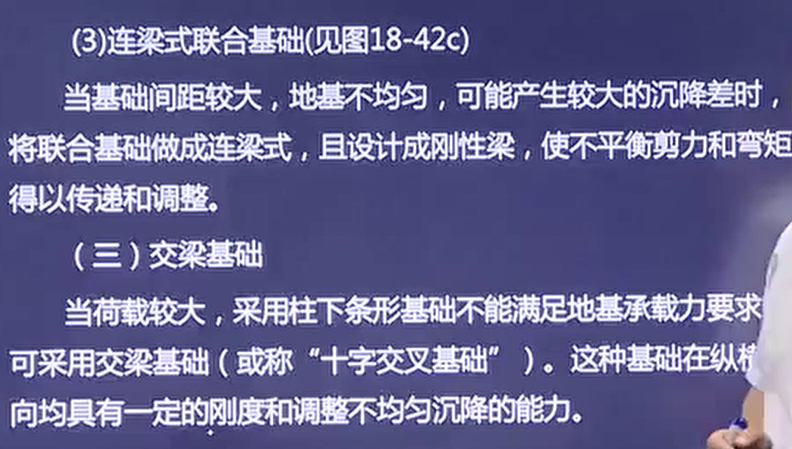 (3)连梁式联合基础(见图18-42c)
当基础间距较大，地基不均匀，可能产生较大的沉降差时，
将联合基础做成连梁式，且设计成刚性梁，使不平衡剪力和弯矩
得以传递和调整。
（三）交梁基础
当荷载较大，采用柱下条形基础不能满足地基承载力要求
可采用交梁基础（或称“十字交叉基础”）。这种基础在纵
向均具有一定的刚度和调整不均匀沉降的能力。